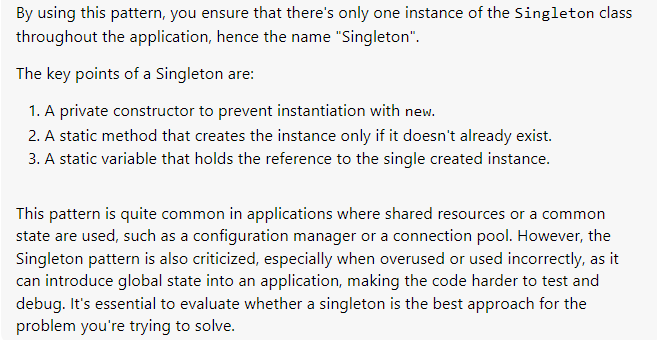 By using this pattern, you ensure that there's only one instance of the Singleton class
throughout the application, hence the name "Singleton".
The key points of a Singleton are:
1. A private constructor to prevent instantiation with new.
2. A static method that creates the instance only if it doesn't already exist.
3. A static variable that holds the reference to the single created instance.
This pattern is quite common in applications where shared resources or a common
state are used, such as a configuration manager or a connection pool. However, the
Singleton pattern is also criticized, especially when overused or used incorrectly, as it
can introduce global state into an application, making the code harder to test and
debug. It's essential to evaluate whether a singleton is the best approach for the
problem you're trying to solve.